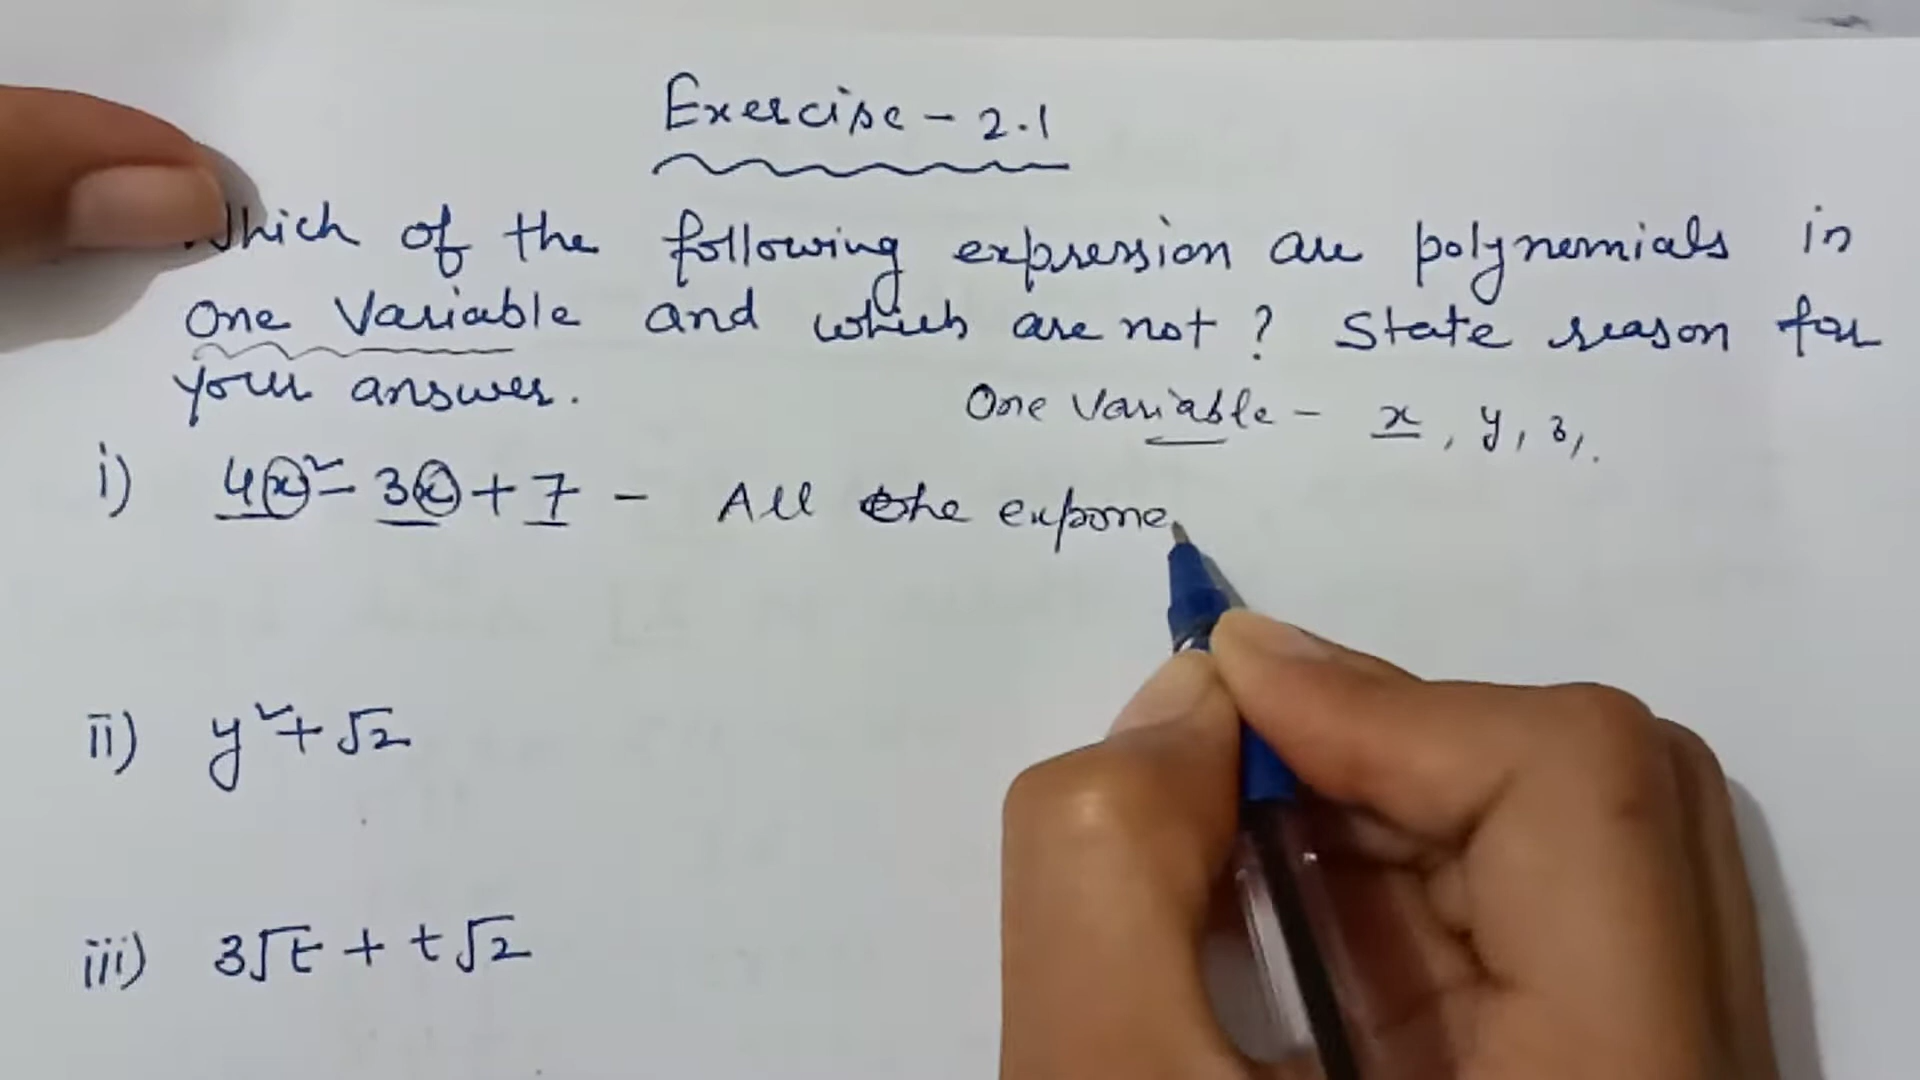 Exercise - 2.1
Which of the following expression are polynemials in
one variable and which are not? State reason for
your answer.
One Variable - x, y, z,.
i) 4x² - 3x + 7 - All the expone
ii) y² + √2
iii) 3√t + t√2